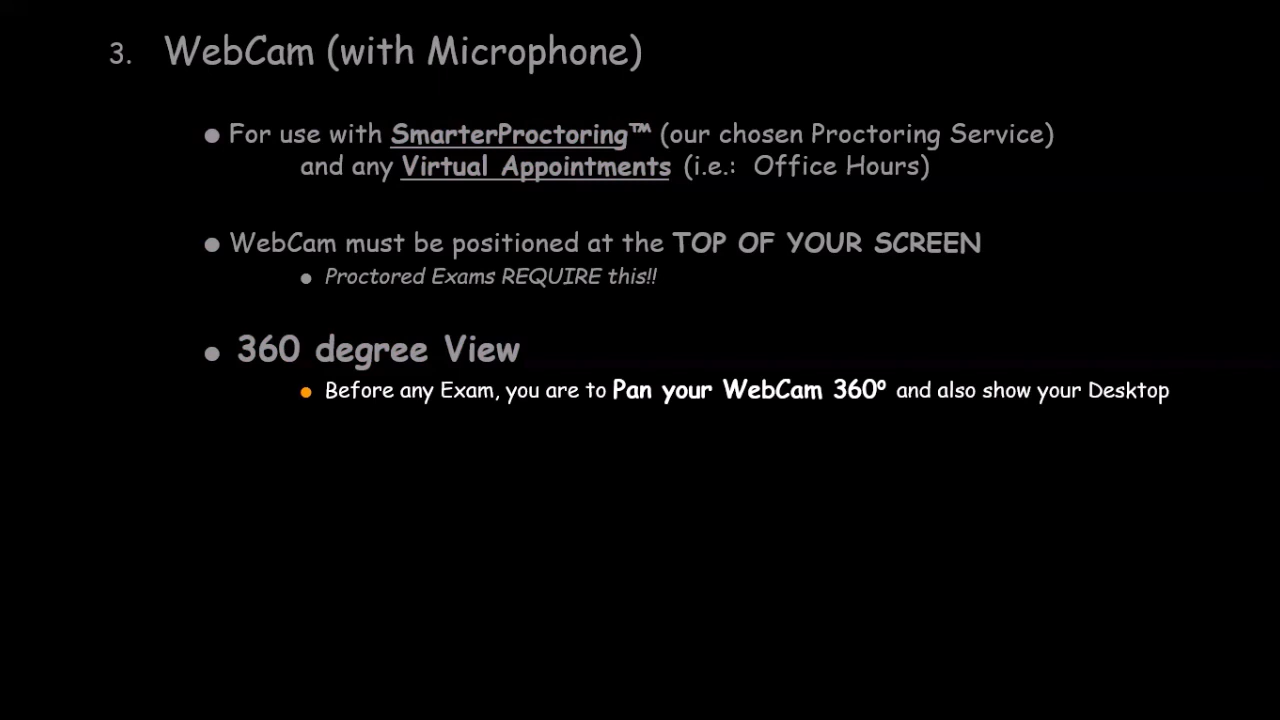 3. WebCam (with Microphone)
● For use with SmarterProctoring™ (our chosen Proctoring Service)
and any Virtual Appointments (i.e.: Office Hours)
● WebCam must be positioned at the TOP OF YOUR SCREEN
● Proctored Exams REQUIRE this!!
● 360 degree View
● Before any Exam, you are to Pan your WebCam 360º and also show your Desktop